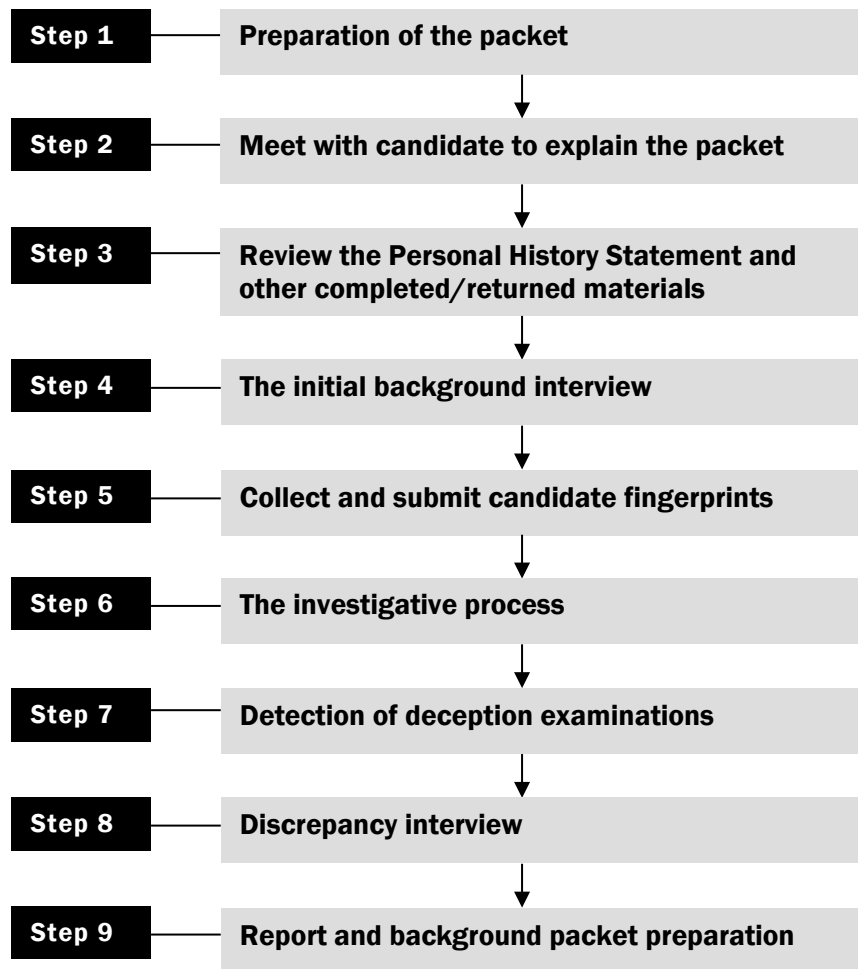 Step 1
Preparation of the packet
Step 2
Meet with candidate to explain the packet
Step 3
Review the Personal History Statement and
other completed/returned materials
Step 4
The initial background interview
Step 5
Collect and submit candidate fingerprints
Step 6
The investigative process
Step 7
Detection of deception examinations
Step 8
Discrepancy interview
Step 9
Report and background packet preparation